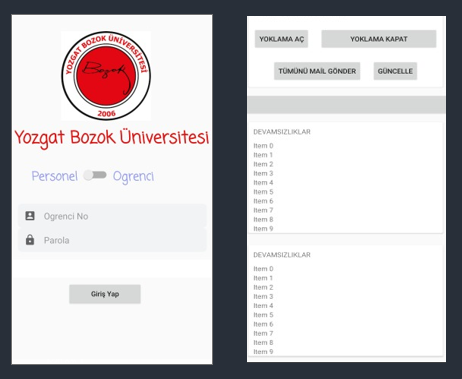 YOZGAT BOZOK ÜNİVERSİTESİ
Bozok
2006
Yozgat Bozok Üniversitesi
Personel Ogrenci
Ogrenci No
Parola
Giriş Yap
YOKLAMA AÇ YOKLAMA KAPAT
TÜMÜNÜ MAİL GÖNDER GÜNCELLE
DEVAMSIZLIKLAR
Item 0
Item 1
Item 2
Item 3
Item 4
Item 5
Item 6
Item 7
Item 8
Item 9
DEVAMSIZLIKLAR
Item 0
Item 1
Item 2
Item 3
Item 4
Item 5
Item 6
Item 7
Item 8
Item 9